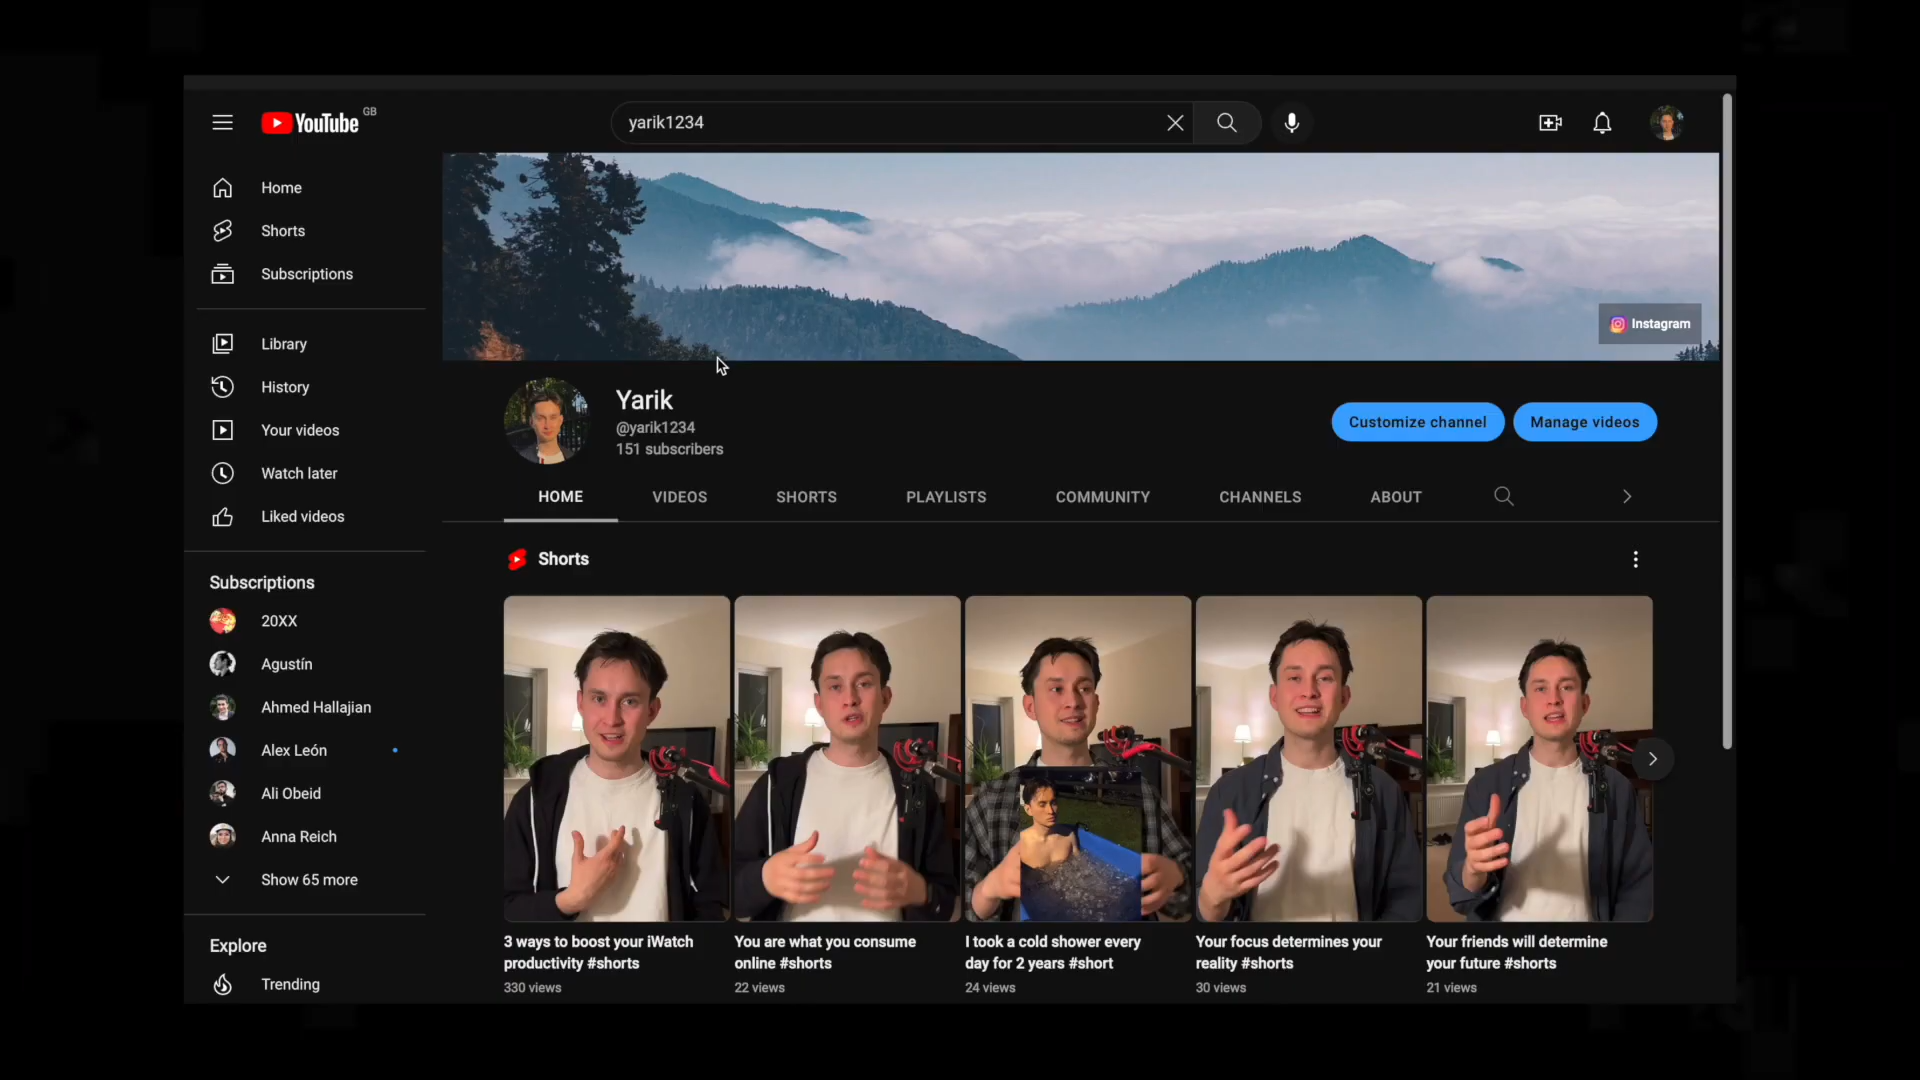 YouTube GB
yarik1234
Home
Shorts
Subscriptions
Library
History
Your videos
Watch later
Liked videos
Subscriptions
20XX
Agustín
Ahmed Hallajian
Alex León
Ali Obeid
Anna Reich
Show 65 more
Explore
Trending
Instagram
Yarik
@yarik1234
151 subscribers
Customize channel
Manage videos
HOME VIDEOS SHORTS PLAYLISTS COMMUNITY CHANNELS ABOUT
Shorts
3 ways to boost your iWatch
productivity #shorts
330 views
You are what you consume
online #shorts
22 views
I took a cold shower every
day for 2 years #short
24 views
Your focus determines your
reality #shorts
30 views
Your friends will determine
your future #shorts
21 views